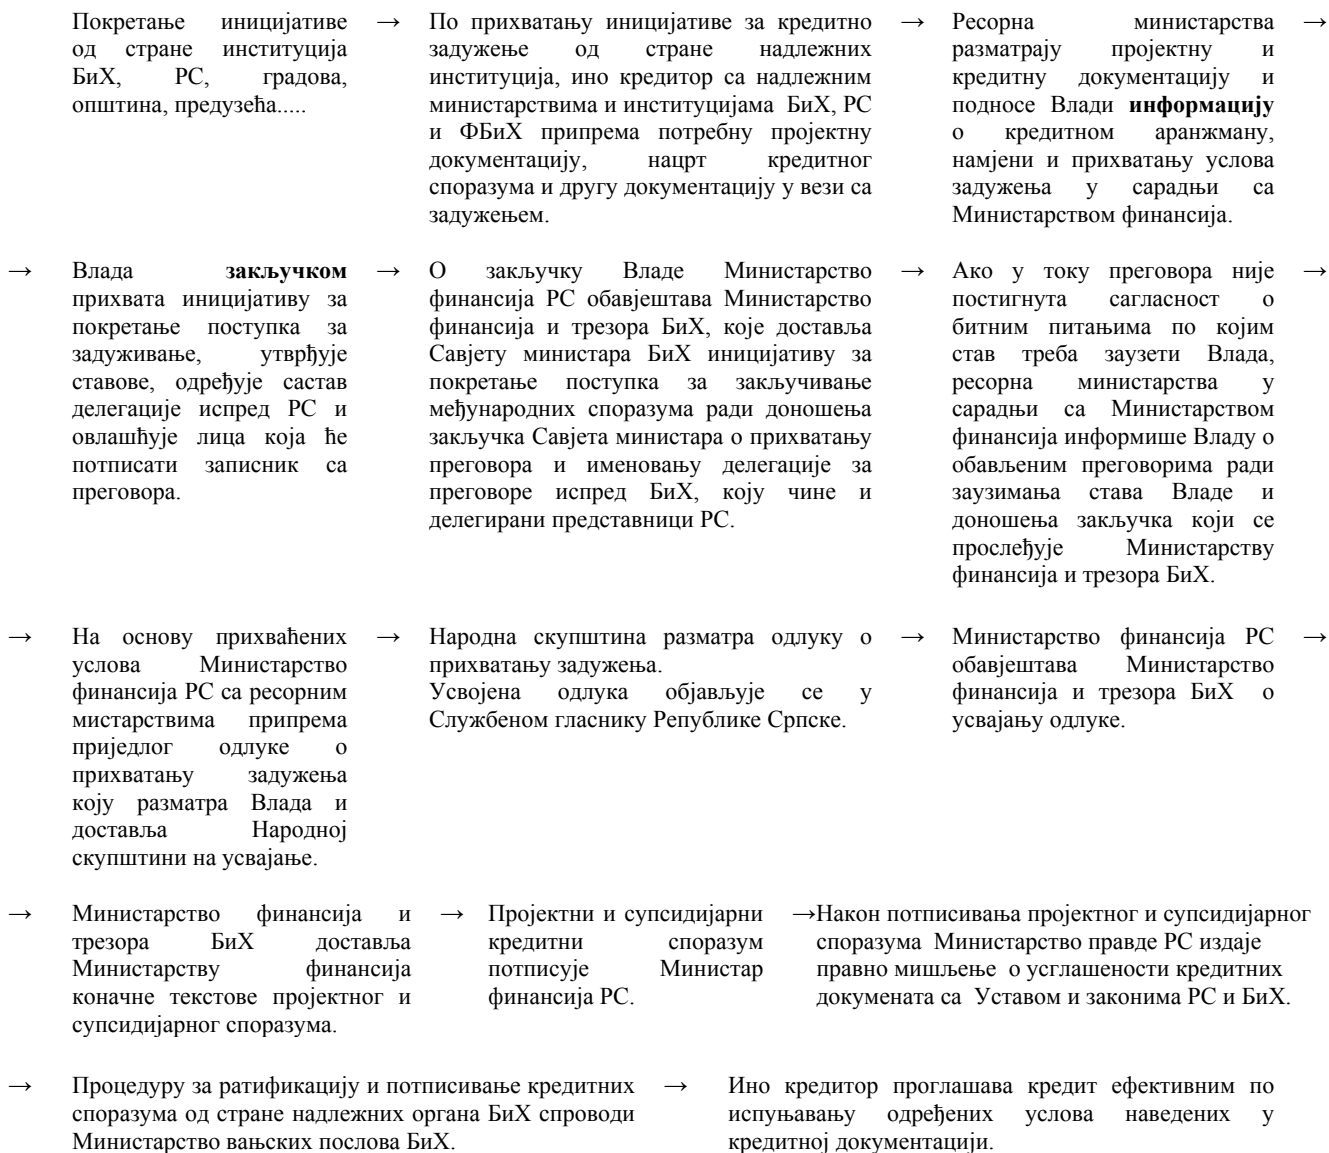 Покретање иницијативе
од стране институција
БиХ, РС, градова,
општина, предузећа.....
→
По прихватању иницијативе за кредитно
задужење од стране надлежних
институција, ино кредитор са надлежним
министарствима и институцијама БиХ, РС
и ФБиХ припрема потребну пројектну
документацију, нацрт кредитног
споразума и другу документацију у вези са
задужењем.
→
Ресорна министарства
разматрају пројектну и
кредитну документацију и
подносе Влади информацију
о кредитном аранжману,
намјени и прихватању услова
задужења у сарадњи са
Министарством финансија.
→
→
Влада закључком
прихвата иницијативу за
покретање поступка за
задуживање, утврђује
ставове, одређује састав
делегације испред РС и
овлашћује лица која ће
потписати записник са
преговора.
→
О закључку Владе Министарство
финансија РС обавјештава Министарство
финансија и трезора БиХ, које доставља
Савјету министара БиХ иницијативу за
покретање поступка за закључивање
међународних споразума ради доношења
закључка Савјета министара о прихватању
преговора и именовању делегације за
преговоре испред БиХ, коју чине и
делегирани представници РС.
→
Ако у току преговора није
постигнута сагласност о
битним питањима по којим
став треба заузети Влада,
ресорна министарства у
сарадњи са Министарством
финансија информише Владу о
обављеним преговорима ради
заузимања става Владе и
доношења закључка који се
прослеђује Министарству
финансија и трезора БиХ.
→
→
На основу прихваћених
услова Министарство
финансија РС са ресорним
мистарствима припрема
приједлог одлуке о
прихватању задужења
коју разматра Влада и
доставља Народној
скупштини на усвајање.
→
Народна скупштина разматра одлуку о
прихватању задужења.
Усвојена одлука објављује се у
Службеном гласнику Републике Српске.
→
Министарство финансија РС
обавјештава Министарство
финансија и трезора БиХ о
усвајању одлуке.
→
→
Министарство финансија и
трезора БиХ доставља
Министарству финансија
коначне текстове пројектног и
супсидијарног споразума.
→
Пројектни и супсидијарни
кредитни споразум
потписује Министар
финансија РС.
→Након потписивања пројектног и супсидијарног
споразума Министарство правде РС издаје
правно мишљење о усглашености кредитних
докумената са Уставом и законима РС и БиХ.
→
Процедуру за ратификацију и потписивање кредитних
споразума од стране надлежних органа БиХ спроводи
Министарство вањских послова БиХ.
→
Ино кредитор проглашава кредит ефективним по
испуњавању одређених услова наведених у
кредитној документацији.